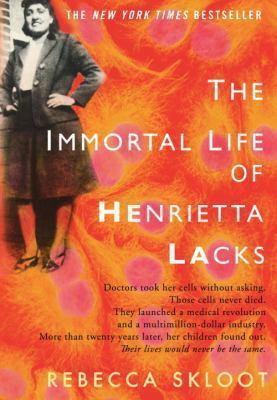 THE NEW YORK TIMES BESTSELLER
THE
IMMORTAL LIFE
OF
HENRIETTA
LACKS
Doctors took her cells without asking.
Those cells never died.
They launched a medical revolution
and a multimillion-dollar industry.
More than twenty years later, her children found out.
Their lives would never be the same.
REBECCA SKLOOT